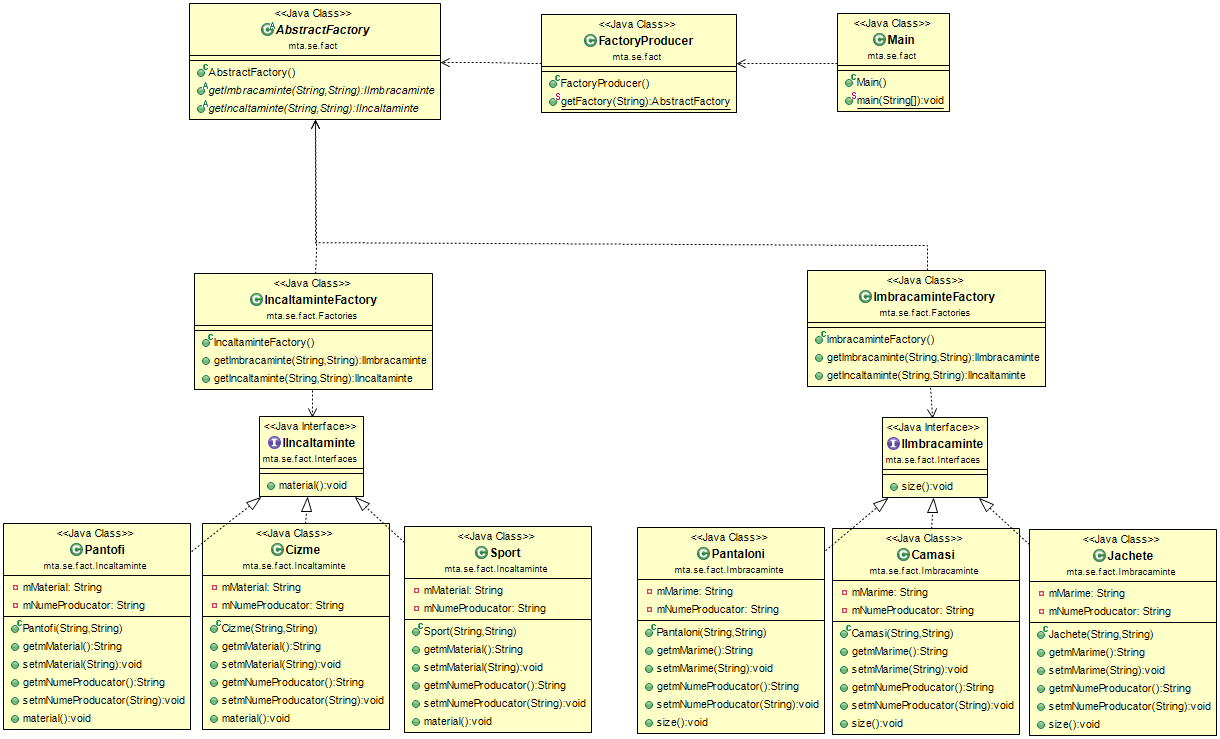 <<Java Class>>
AbstractFactory
mta.se.fact
AbstractFactory()
getImbracaminte(String,String):IImbracaminte
getIncaltaminte(String,String):IIncaltaminte
<<Java Class>>
FactoryProducer
mta.se.fact
FactoryProducer()
getFactory(String):AbstractFactory
<<Java Class>>
Main
mta.se.fact
Main()
main(String[]):void
<<Java Class>>
IncaltaminteFactory
mta.se.fact.Factories
IncaltaminteFactory()
getImbracaminte(String,String):IImbracaminte
getIncaltaminte(String,String):IIncaltaminte
<<Java Class>>
ImbracaminteFactory
mta.se.fact.Factories
ImbracaminteFactory()
getImbracaminte(String,String):IImbracaminte
getIncaltaminte(String,String):IIncaltaminte
<<Java Interface>>
IIncaltaminte
mta.se.fact.Interfaces
material():void
<<Java Interface>>
IImbracaminte
mta.se.fact.Interfaces
size():void
<<Java Class>>
Pantofi
mta.se.fact.Incaltaminte
mMaterial: String
mNumeProducator: String
Pantofi(String,String)
getmMaterial():String
setmMaterial(String):void
getmNumeProducator():String
setmNumeProducator(String):void
material():void
<<Java Class>>
Cizme
mta.se.fact.Incaltaminte
mMaterial: String
mNumeProducator: String
Cizme(String,String)
getmMaterial():String
setmMaterial(String):void
getmNumeProducator():String
setmNumeProducator(String):void
material():void
<<Java Class>>
Sport
mta.se.fact.Incaltaminte
mMaterial: String
mNumeProducator: String
Sport(String,String)
getmMaterial():String
setmMaterial(String):void
getmNumeProducator():String
setmNumeProducator(String):void
material():void
<<Java Class>>
Pantaloni
mta.se.fact.Imbracaminte
mMarime: String
mNumeProducator: String
Pantaloni(String,String)
getmMarime():String
setmMarime(String):void
getmNumeProducator():String
setmNumeProducator(String):void
size():void
<<Java Class>>
Camasi
mta.se.fact.Imbracaminte
mMarime: String
mNumeProducator: String
Camasi(String,String)
getmMarime():String
setmMarime(String):void
getmNumeProducator():String
setmNumeProducator(String):void
size():void
<<Java Class>>
Jachete
mta.se.fact.Imbracaminte
mMarime: String
mNumeProducator: String
Jachete(String,String)
getmMarime():String
setmMarime(String):void
getmNumeProducator():String
setmNumeProducator(String):void
size():void